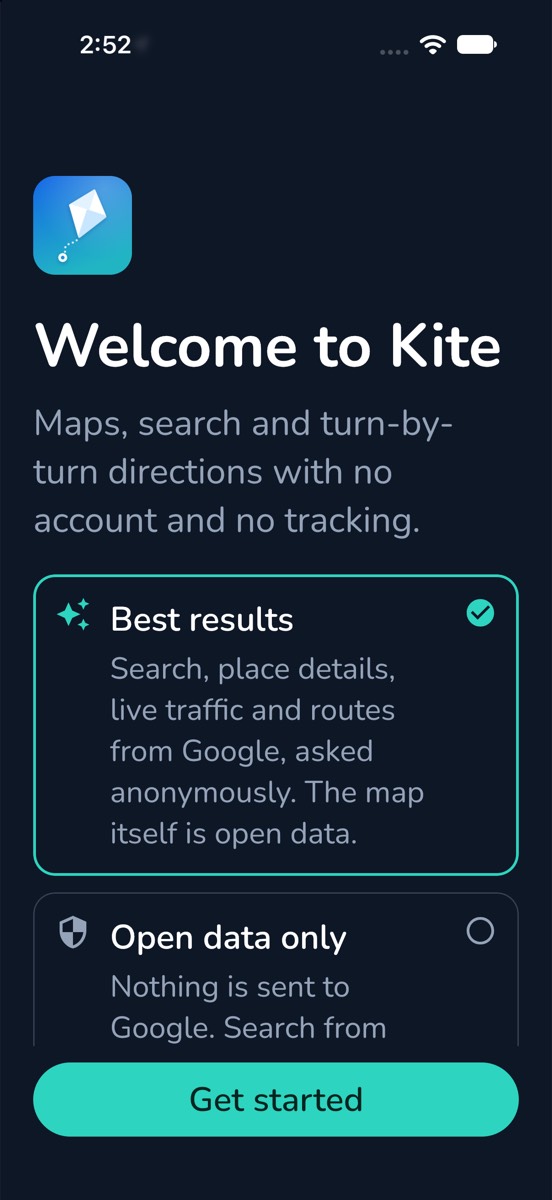 2:52
Welcome to Kite
Maps, search and turn-by-
turn directions with no
account and no tracking.
Best results
Search, place details,
live traffic and routes
from Google, asked
anonymously. The map
itself is open data.
Open data only
Nothing is sent to
Google. Search from
Get started